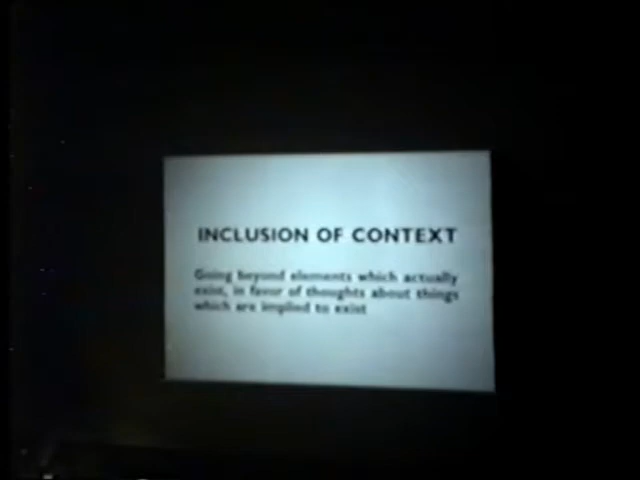 INCLUSION OF CONTEXT
Going beyond elements which actually
exist, in favor of thoughts about things
which are implied to exist